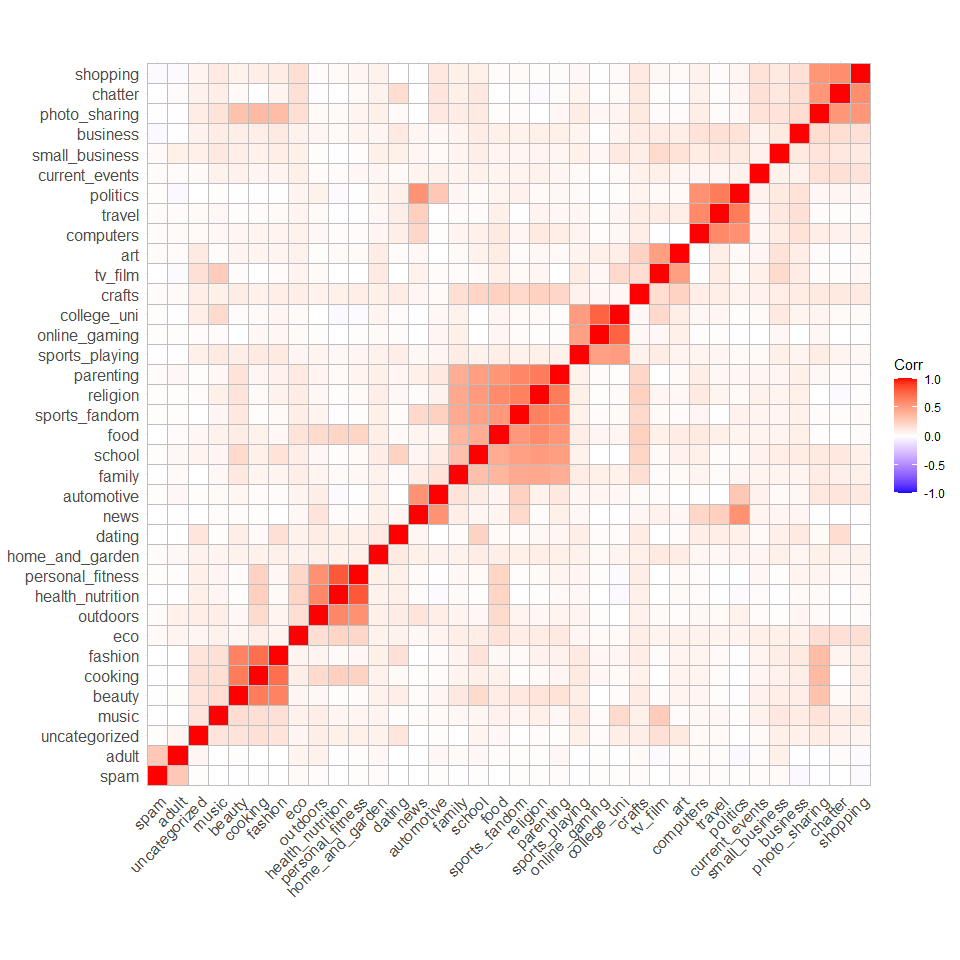 shopping
chatter
photo_sharing
business
small_business
current_events
politics
travel
computers
art
tv_film
crafts
college_uni
online_gaming
sports_playing
parenting
religion
sports_fandom
food
school
family
automotive
news
dating
home_and_garden
personal_fitness
health_nutrition
outdoors
eco
fashion
cooking
beauty
music
uncategorized
adult
spam
spam
adult
uncategorized
music
beauty
cooking
fashion
eco
outdoors
health_nutrition
personal_fitness
home_and_garden
dating
news
automotive
family
school
food
sports_fandom
religion
parenting
sports_playing
online_gaming
college_uni
crafts
tv_film
art
computers
travel
politics
current_events
small_business
business
photo_sharing
chatter
shopping
Corr
1.0
0.5
0.0
-0.5
-1.0